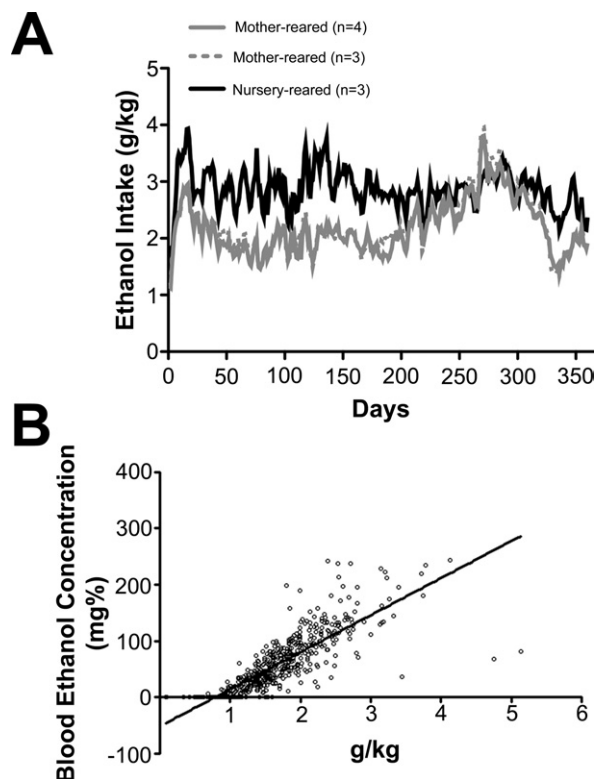 A
Mother-reared (n=4)
Mother-reared (n=3)
Nursery-reared (n=3)
Ethanol Intake (g/kg)
5
4
3
2
1
0
0 50 100 150 200 250 300 350
Days
B
Blood Ethanol Concentration
(mg%)
400
300
200
100
0
-100
1 2 3 4 5 6
g/kg